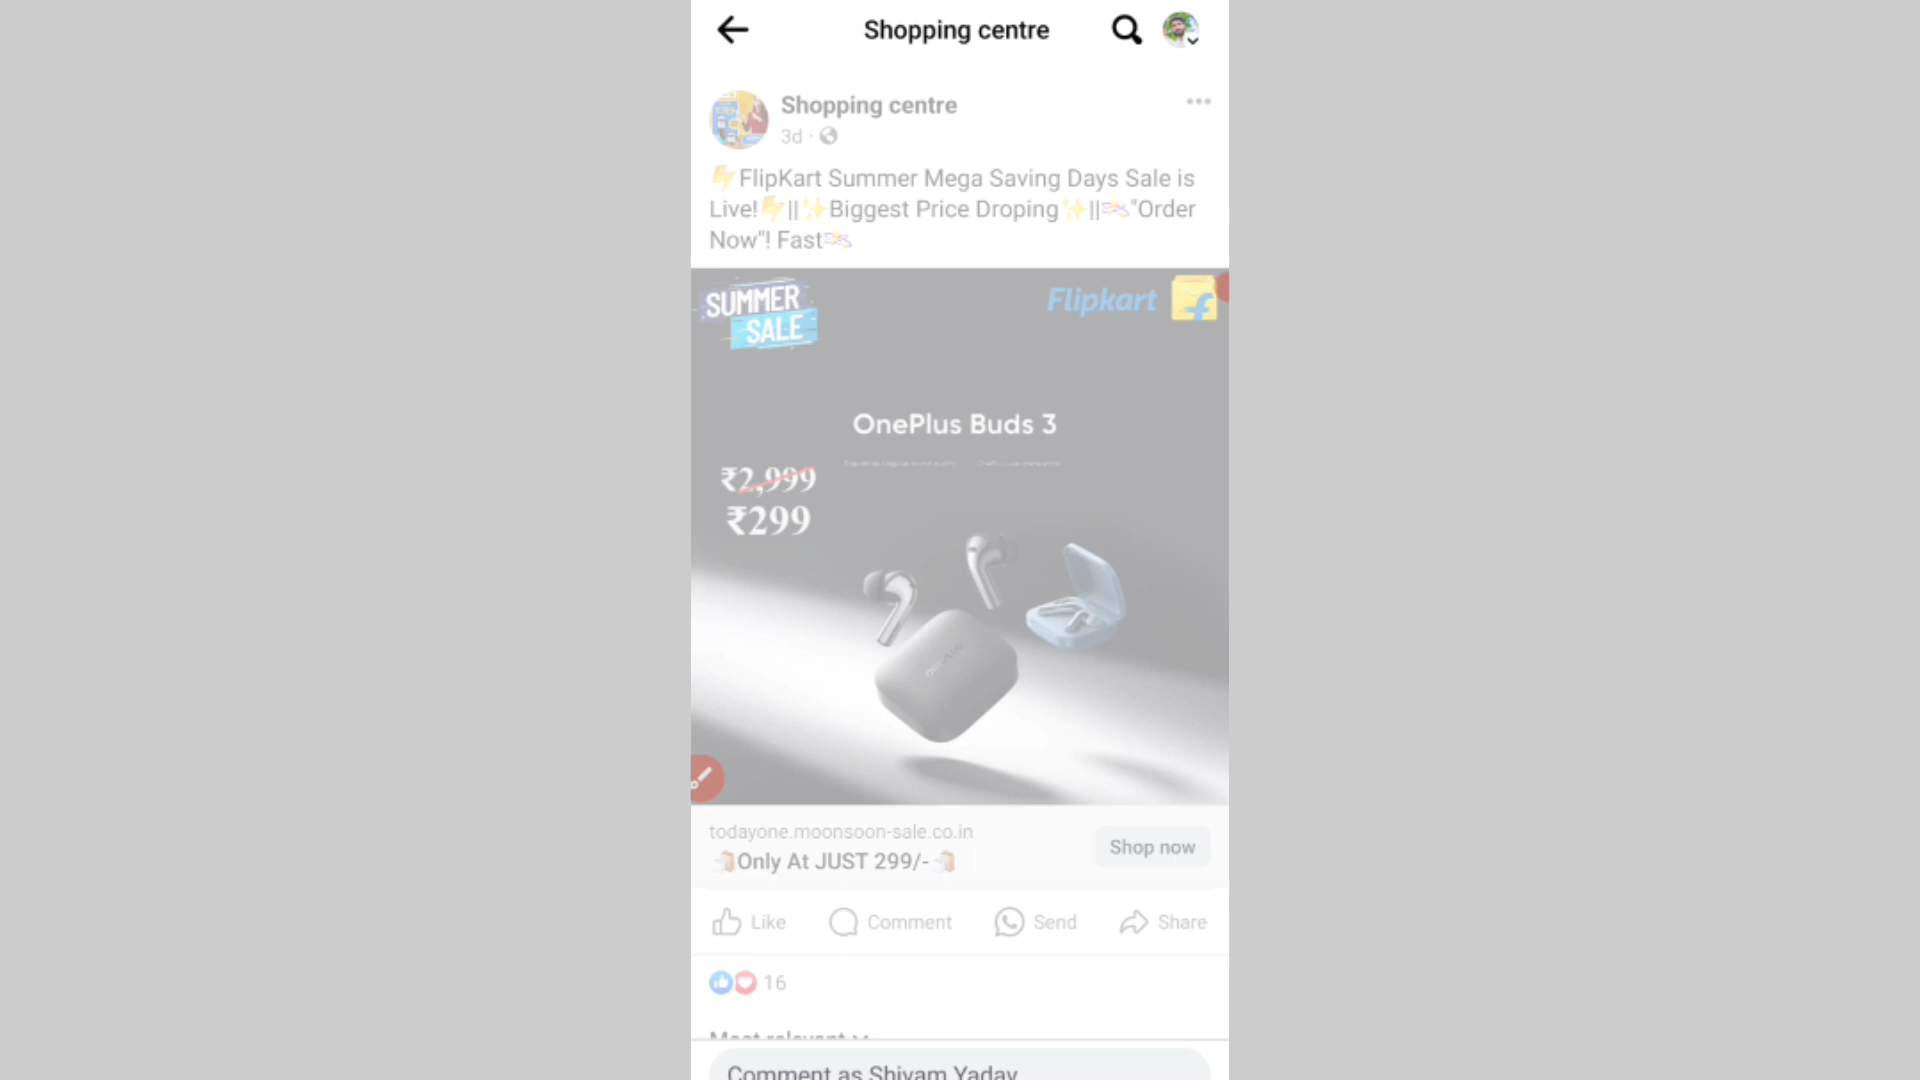 Shopping centre
Shopping centre
3d ·
⚡FlipKart Summer Mega Saving Days Sale is
Live!⚡||✨Biggest Price Droping✨||"Order
Now"! Fast
SUMMER
SALE
Flipkart
OnePlus Buds 3
₹2,999
₹299
todayone.moonsoon-sale.co.in
Only At JUST 299/-
Shop now
Like
Comment
Send
Share
16
Most relevant
Comment as Shivam Yadav